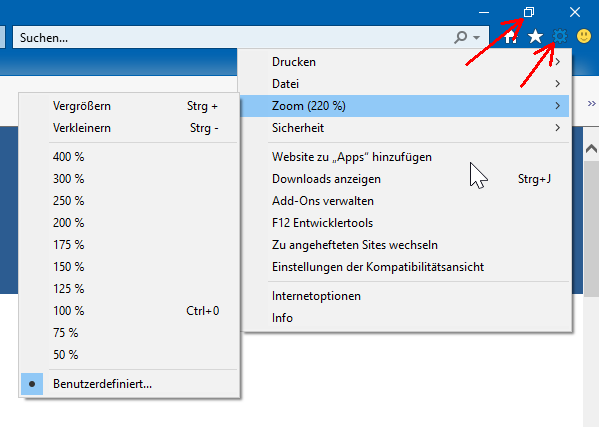 Suchen...
Drucken
Datei
Zoom (220 %)
Sicherheit
Website zu „Apps“ hinzufügen
Downloads anzeigen Strg+J
Add-Ons verwalten
F12 Entwicklertools
Zu angehefteten Sites wechseln
Einstellungen der Kompatibilitätsansicht
Internetoptionen
Info
Vergrößern Strg +
Verkleinern Strg -
400 %
300 %
250 %
200 %
175 %
150 %
125 %
100 % Ctrl+0
75 %
50 %
Benutzerdefiniert...